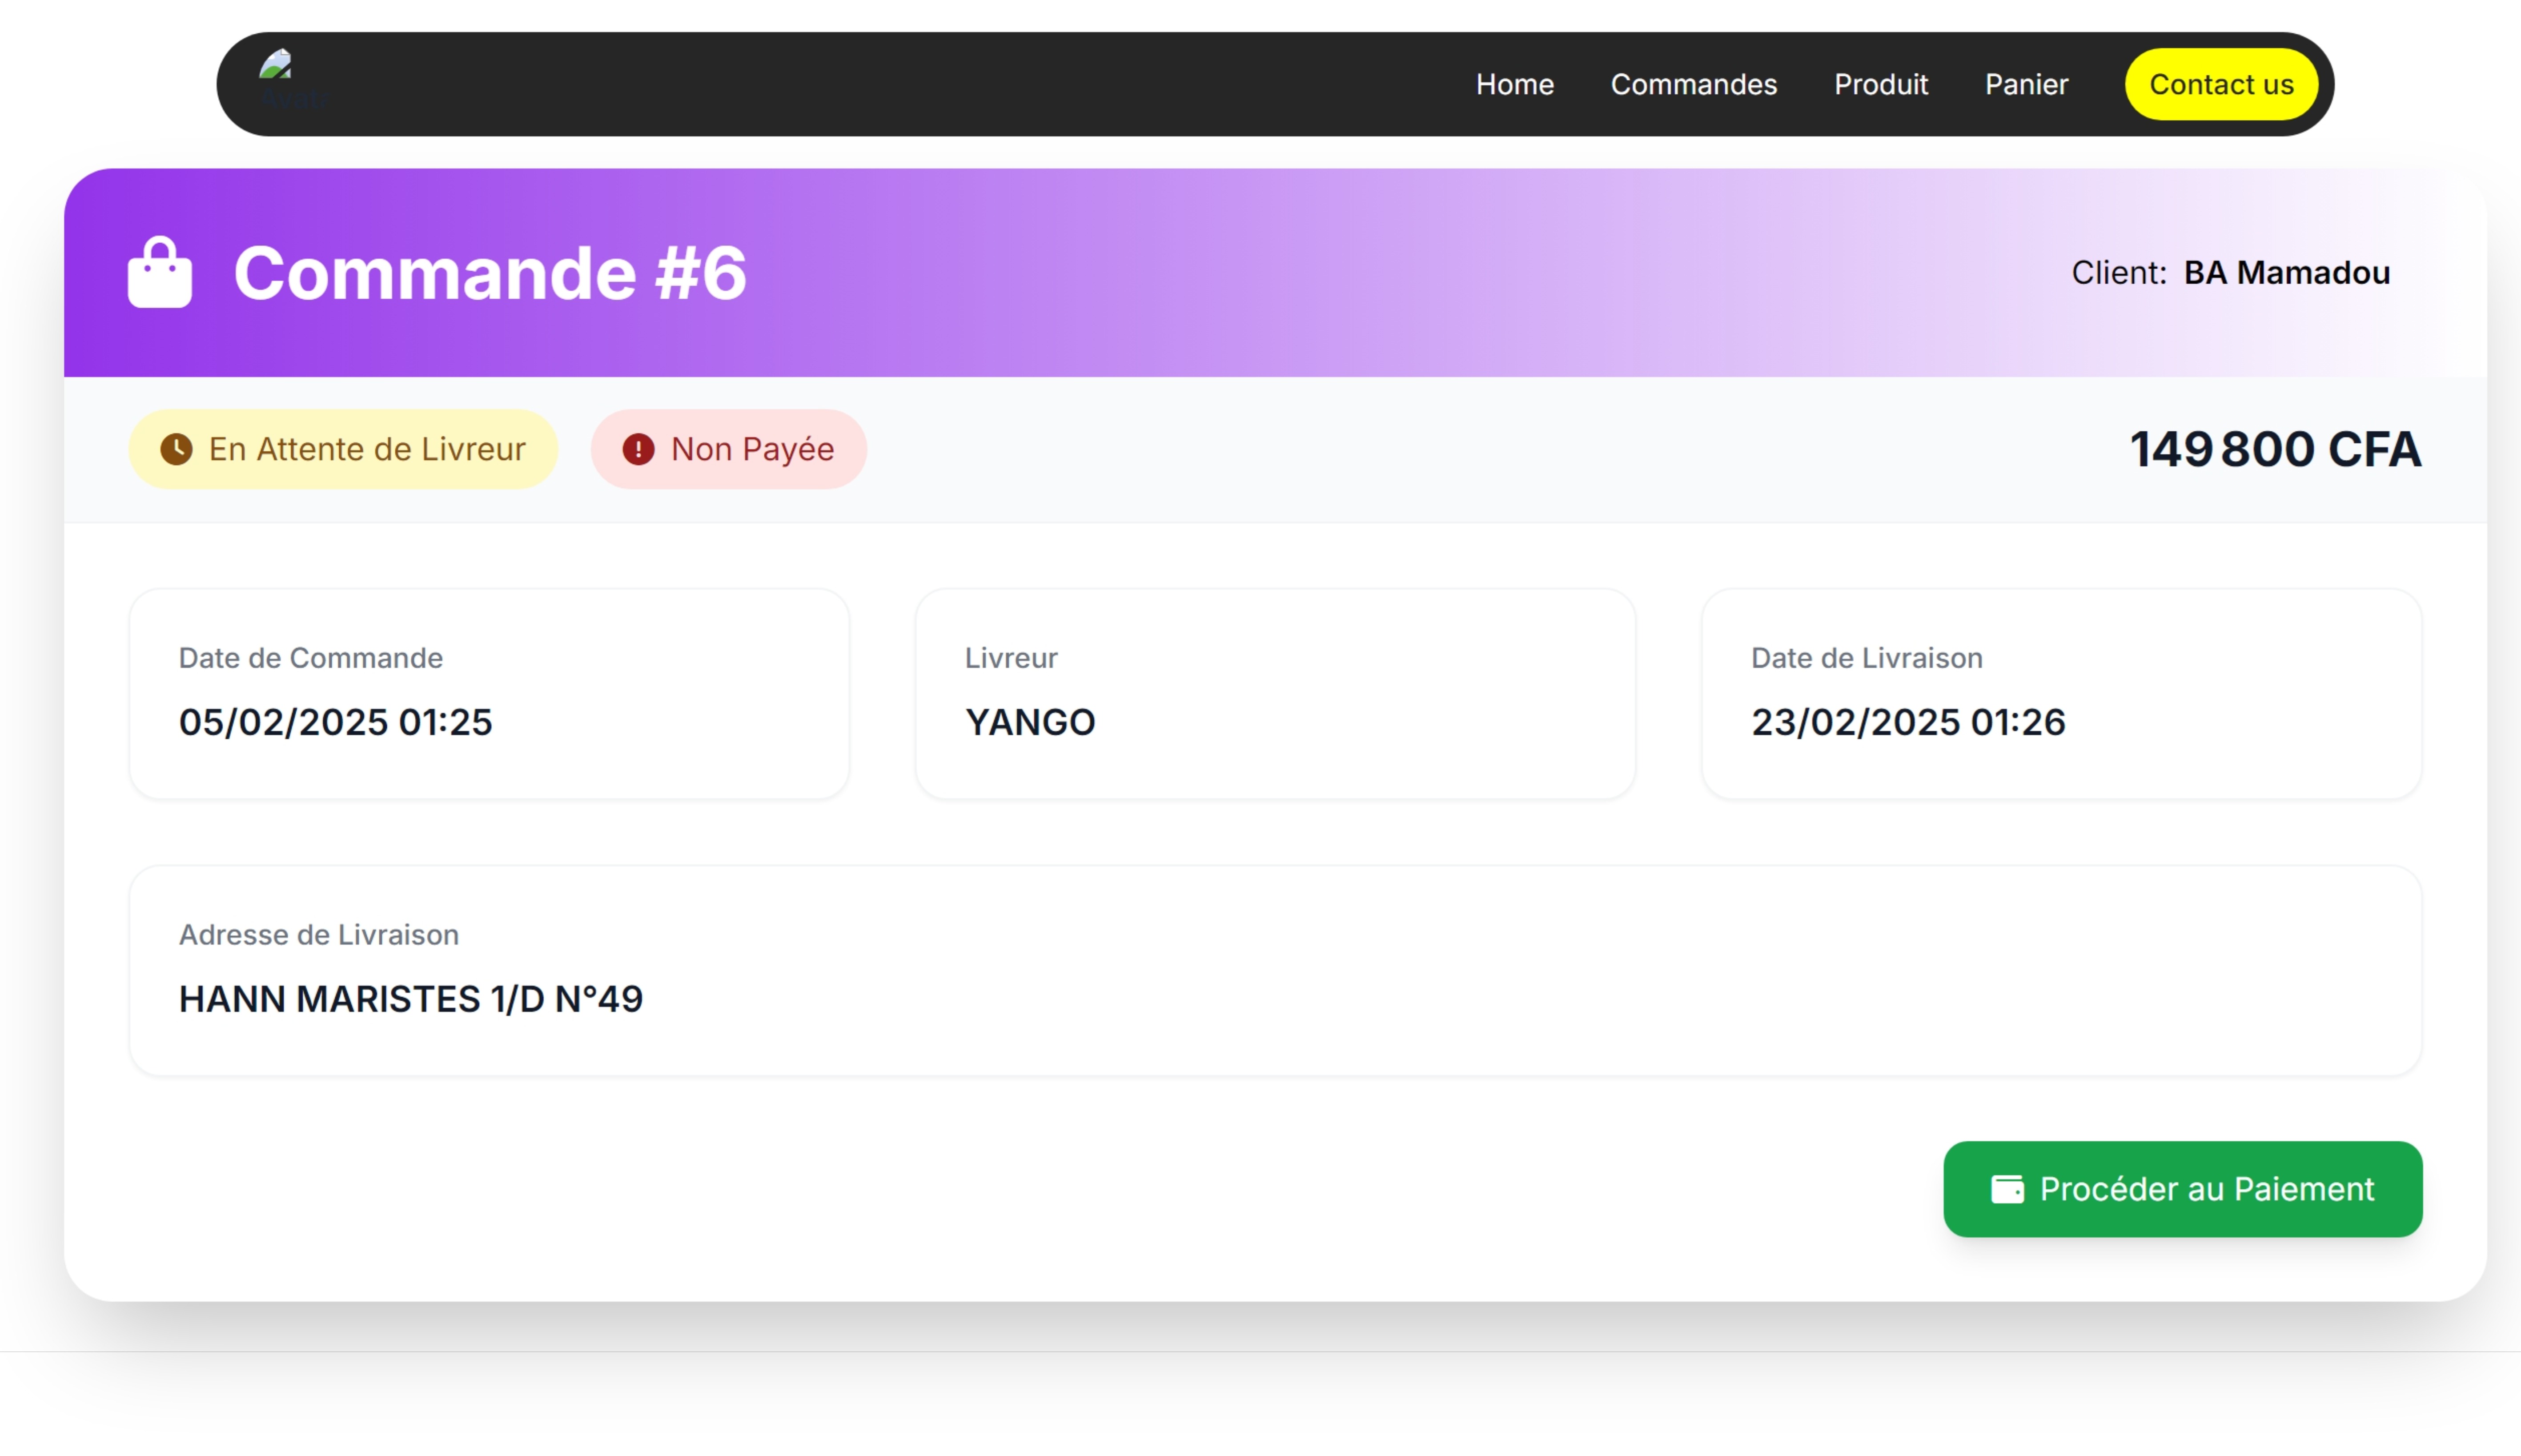 Home Commandes Produit Panier Contact us
Commande #6
Client: BA Mamadou
En Attente de Livreur
Non Payée
149 800 CFA
Date de Commande
05/02/2025 01:25
Livreur
YANGO
Date de Livraison
23/02/2025 01:26
Adresse de Livraison
HANN MARISTES 1/D N°49
Procéder au Paiement